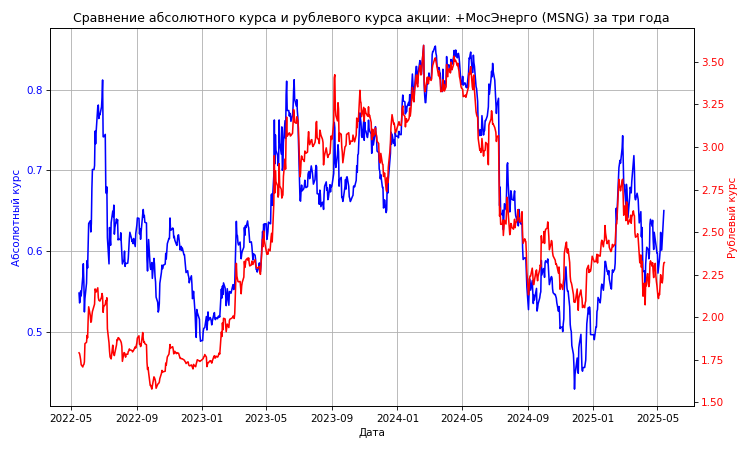 Сравнение абсолютного курса и рублевого курса акции: +МосЭнерго (MSNG) за три года
Абсолютный курс
0.8
0.7
0.6
0.5
3.50
3.25
3.00
2.75
2.50
2.25
2.00
1.75
1.50
Рублевый курс
2022-05 2022-09 2023-01 2023-05 2023-09 2024-01 2024-05 2024-09 2025-01 2025-05
Дата